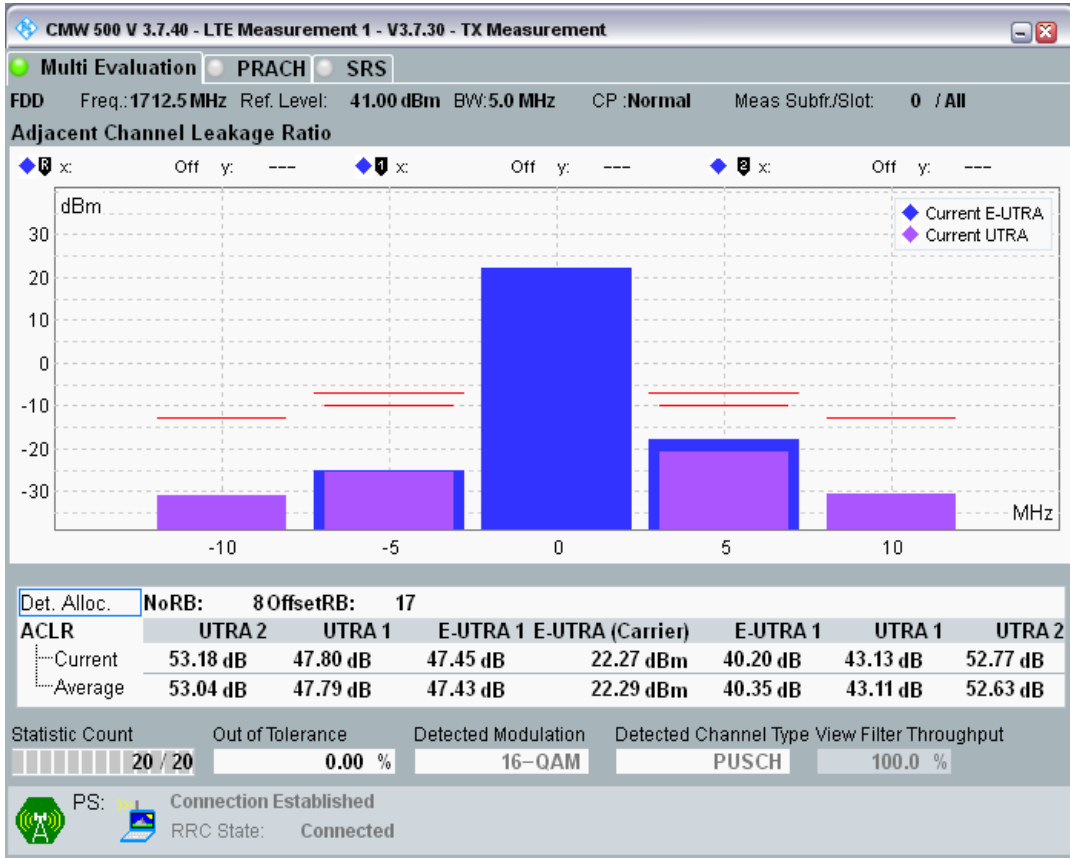 CMW 500 V 3.7.40 - LTE Measurement 1 - V3.7.30 - TX Measurement
Multi Evaluation PRACH SRS
FDD Freq.:1712.5 MHz Ref. Level: 41.00 dBm BW:5.0 MHz CP :Normal Meas Subfr./Slot: 0 / All
Adjacent Channel Leakage Ratio
R x: Off y: --- 1 x: Off y: --- 2 x: Off y: ---
dBm
Current E-UTRA
Current UTRA
30
20
10
0
-10
-20
-30
MHz
-10 -5 0 5 10
Det. Alloc. NoRB: 8 OffsetRB: 17
ACLR UTRA 2 UTRA 1 E-UTRA 1 E-UTRA (Carrier) E-UTRA 1 UTRA 1 UTRA 2
Current 53.18 dB 47.80 dB 47.45 dB 22.27 dBm 40.20 dB 43.13 dB 52.77 dB
Average 53.04 dB 47.79 dB 47.43 dB 22.29 dBm 40.35 dB 43.11 dB 52.63 dB
Statistic Count Out of Tolerance Detected Modulation Detected Channel Type View Filter Throughput
20 / 20 0.00 % 16-QAM PUSCH 100.0 %
PS: Connection Established
RRC State: Connected